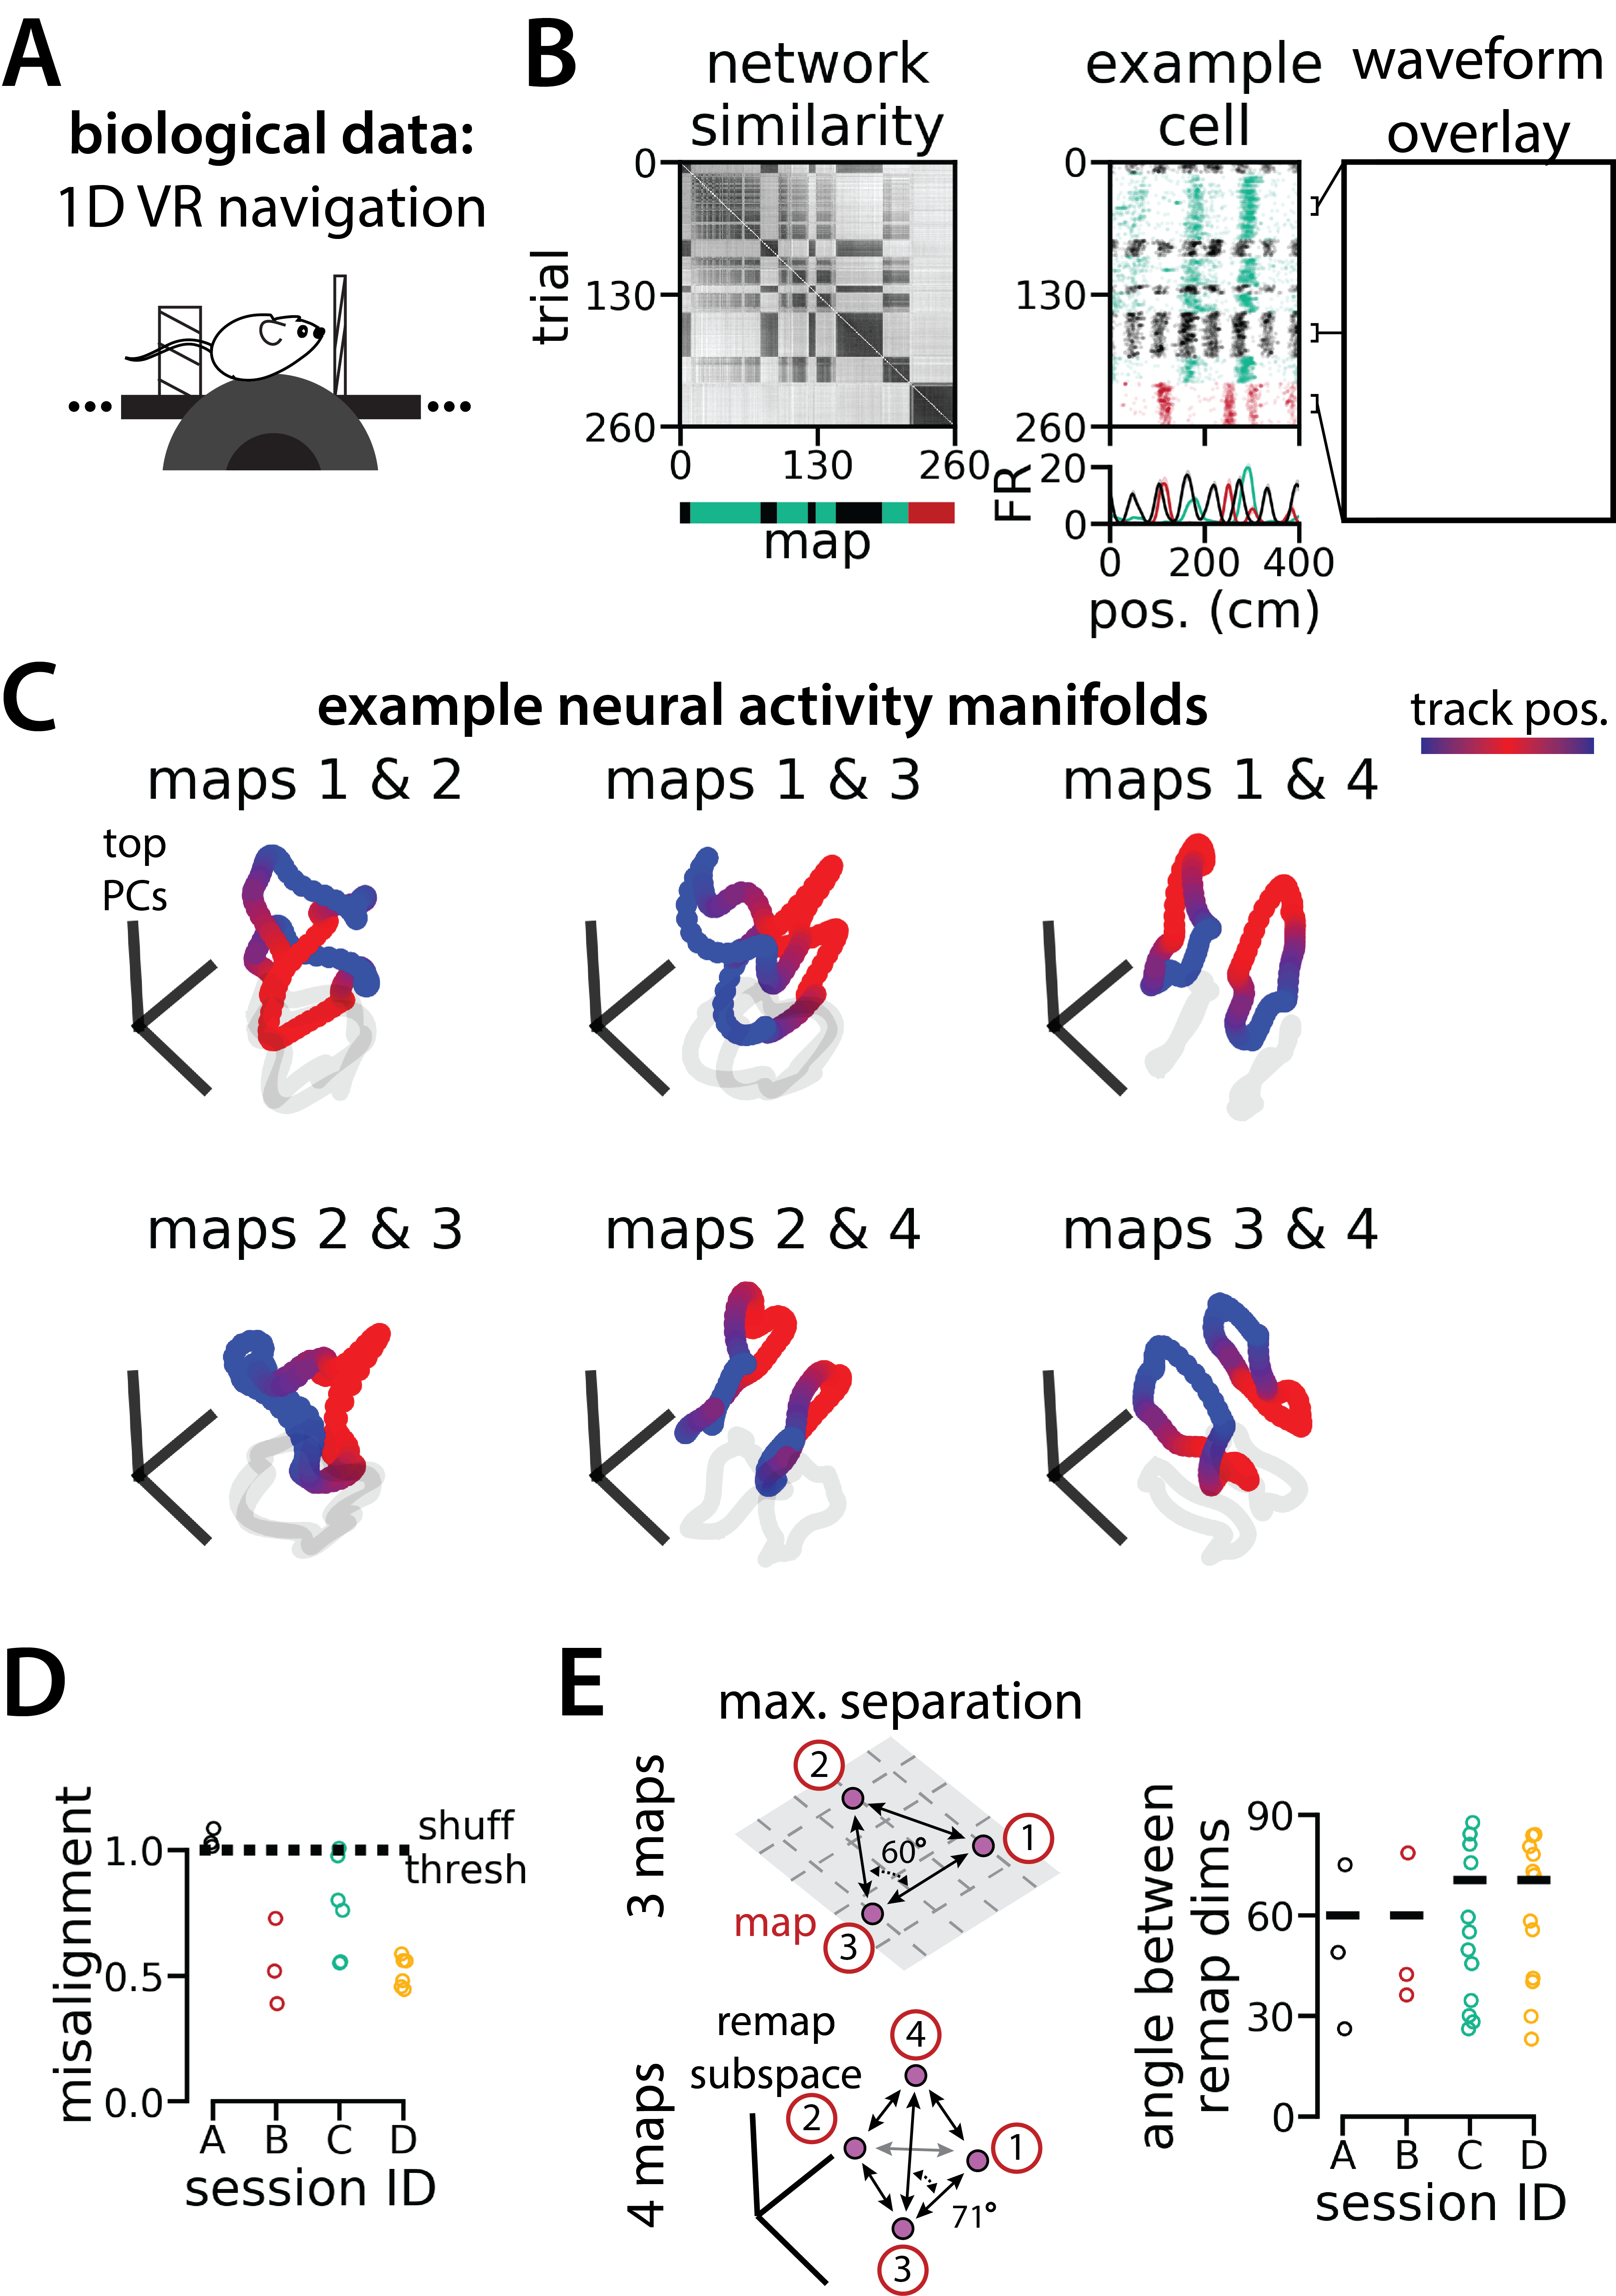 A
biological data:
1D VR navigation
B
network
similarity
example
cell
waveform
overlay
trial
0
130
260
0
130
260
map
0
130
260
FR
20
0
0
200
400
pos. (cm)
C
example neural activity manifolds
track pos.
maps 1 & 2
maps 1 & 3
maps 1 & 4
top
PCs
maps 2 & 3
maps 2 & 4
maps 3 & 4
D
misalignment
1.0
0.5
0.0
shuff
thresh
A
B
C
D
session ID
E
max. separation
3 maps
2
1
60°
map
3
4 maps
remap
subspace
4
2
1
71°
3
angle between
remap dims
90
60
30
0
A
B
C
D
session ID